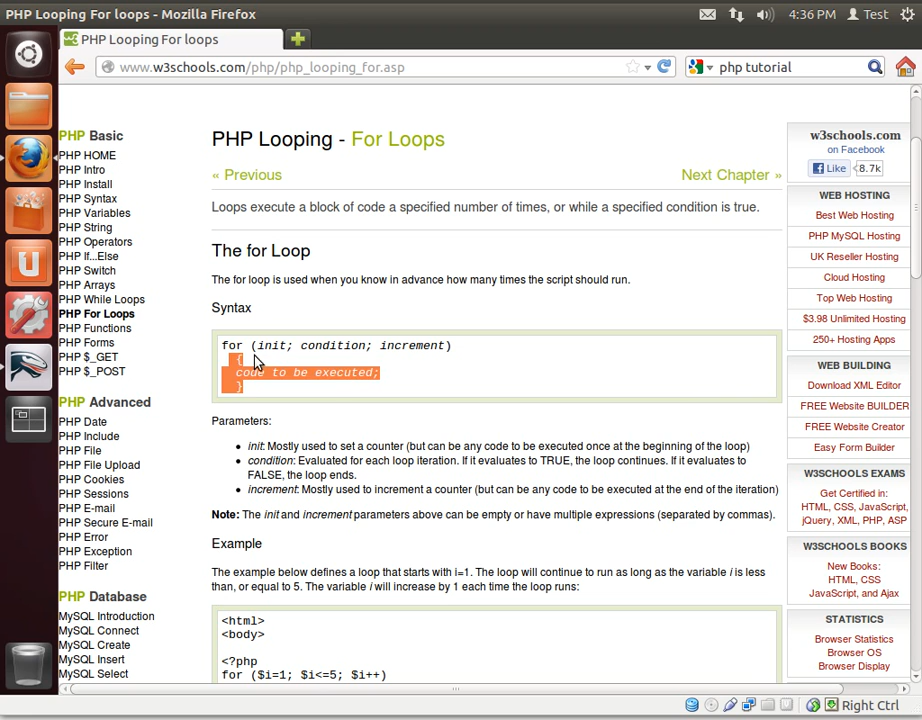 PHP Looping For loops - Mozilla Firefox
4:36 PM Test
PHP Looping For loops
www.w3schools.com/php/php_looping_for.asp
php tutorial
PHP Basic
PHP HOME
PHP Intro
PHP Install
PHP Syntax
PHP Variables
PHP String
PHP Operators
PHP If...Else
PHP Switch
PHP Arrays
PHP While Loops
PHP For Loops
PHP Functions
PHP Forms
PHP $_GET
PHP $_POST
PHP Advanced
PHP Date
PHP Include
PHP File
PHP File Upload
PHP Cookies
PHP Sessions
PHP E-mail
PHP Secure E-mail
PHP Error
PHP Exception
PHP Filter
PHP Database
MySQL Introduction
MySQL Connect
MySQL Create
MySQL Insert
MySQL Select
PHP Looping - For Loops
« Previous
Next Chapter »
Loops execute a block of code a specified number of times, or while a specified condition is true.
The for Loop
The for loop is used when you know in advance how many times the script should run.
Syntax
for (init; condition; increment)
{
code to be executed;
}
Parameters:
• init: Mostly used to set a counter (but can be any code to be executed once at the beginning of the loop)
• condition: Evaluated for each loop iteration. If it evaluates to TRUE, the loop continues. If it evaluates to
FALSE, the loop ends.
• increment: Mostly used to increment a counter (but can be any code to be executed at the end of the iteration)
Note: The init and increment parameters above can be empty or have multiple expressions (separated by commas).
Example
The example below defines a loop that starts with i=1. The loop will continue to run as long as the variable i is less
than, or equal to 5. The variable i will increase by 1 each time the loop runs:
<html>
<body>
<?php
for ($i=1; $i<=5; $i++)
w3schools.com
on Facebook
Like 8.7k
WEB HOSTING
Best Web Hosting
PHP MySQL Hosting
UK Reseller Hosting
Cloud Hosting
Top Web Hosting
$3.98 Unlimited Hosting
250+ Hosting Apps
WEB BUILDING
Download XML Editor
FREE Website BUILDER
FREE Website Creator
Easy Form Builder
W3SCHOOLS EXAMS
Get Certified in:
HTML, CSS, JavaScript,
jQuery, XML, PHP, ASP
W3SCHOOLS BOOKS
New Books:
HTML, CSS
JavaScript, and Ajax
STATISTICS
Browser Statistics
Browser OS
Browser Display
Right Ctrl